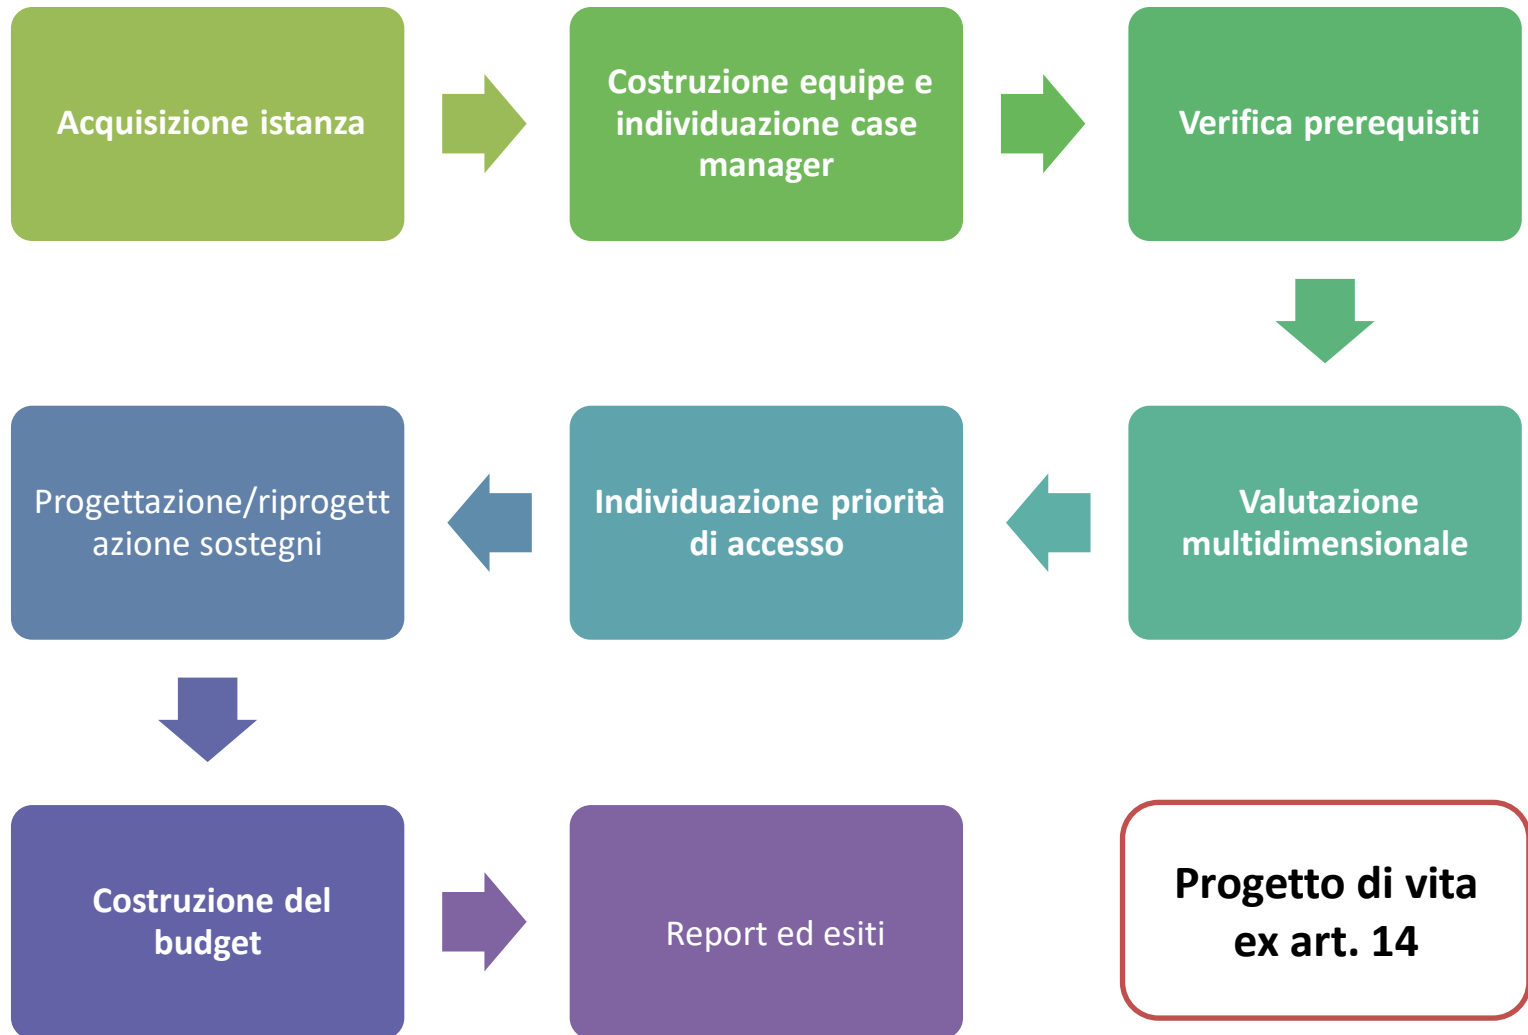 Acquisizione istanza
Costruzione equipe e
individuazione case
manager
Verifica prerequisiti
Valutazione
multidimensionale
Individuazione priorità
di accesso
Progettazione/riprogett
azione sostegni
Costruzione del
budget
Report ed esiti
Progetto di vita
ex art. 14